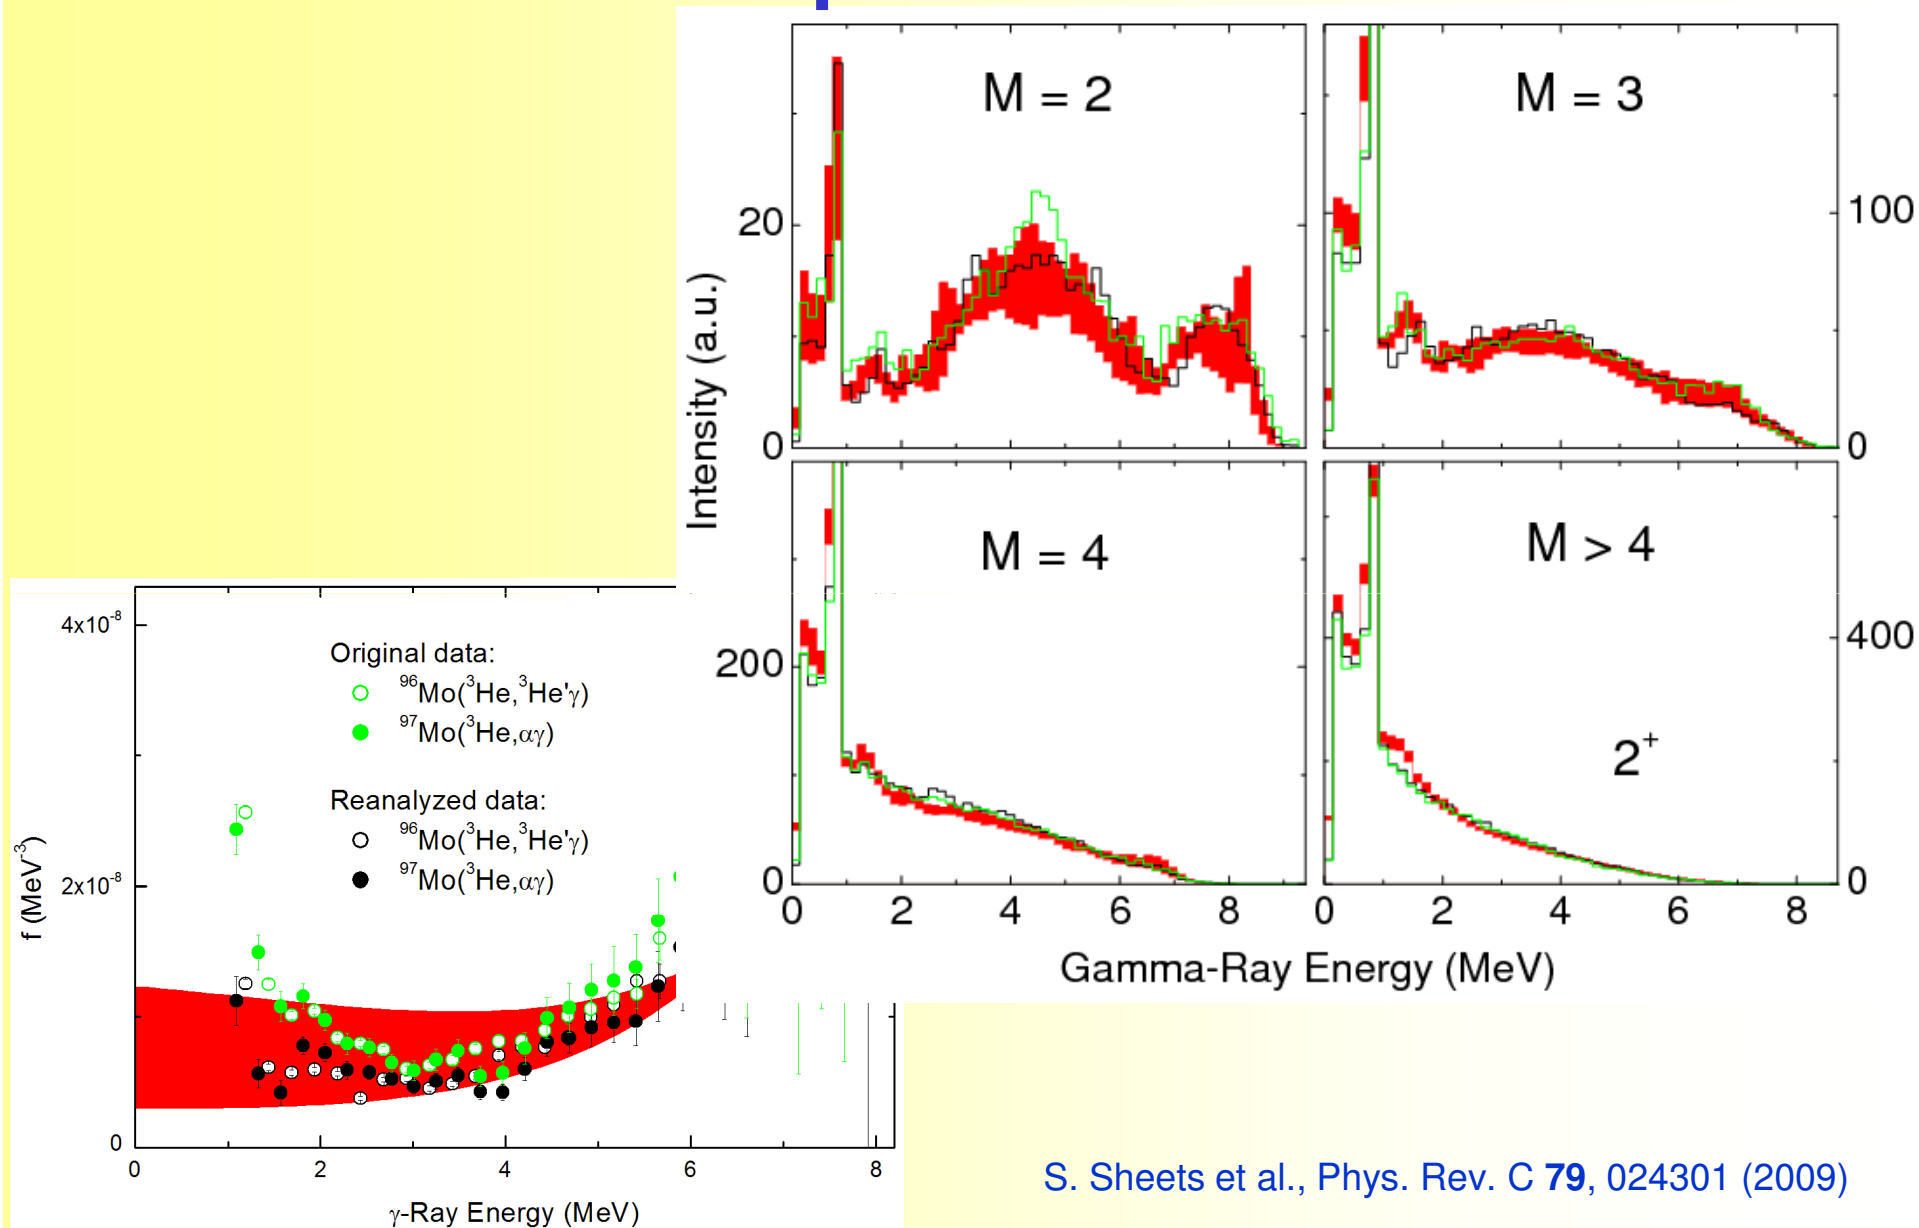 M = 2
M = 3
20
100
Intensity (a.u.)
0
0
M = 4
M > 4
200
400
2⁺
0
0
0 2 4 6 8
0 2 4 6 8
Gamma-Ray Energy (MeV)
4x10⁻⁸
Original data:
⁹⁶Mo(³He,³He'γ)
⁹⁷Mo(³He,αγ)
Reanalyzed data:
⁹⁶Mo(³He,³He'γ)
⁹⁷Mo(³He,αγ)
2x10⁻⁸
f (MeV⁻³)
0
0 2 4 6 8
γ-Ray Energy (MeV)
S. Sheets et al., Phys. Rev. C 79, 024301 (2009)